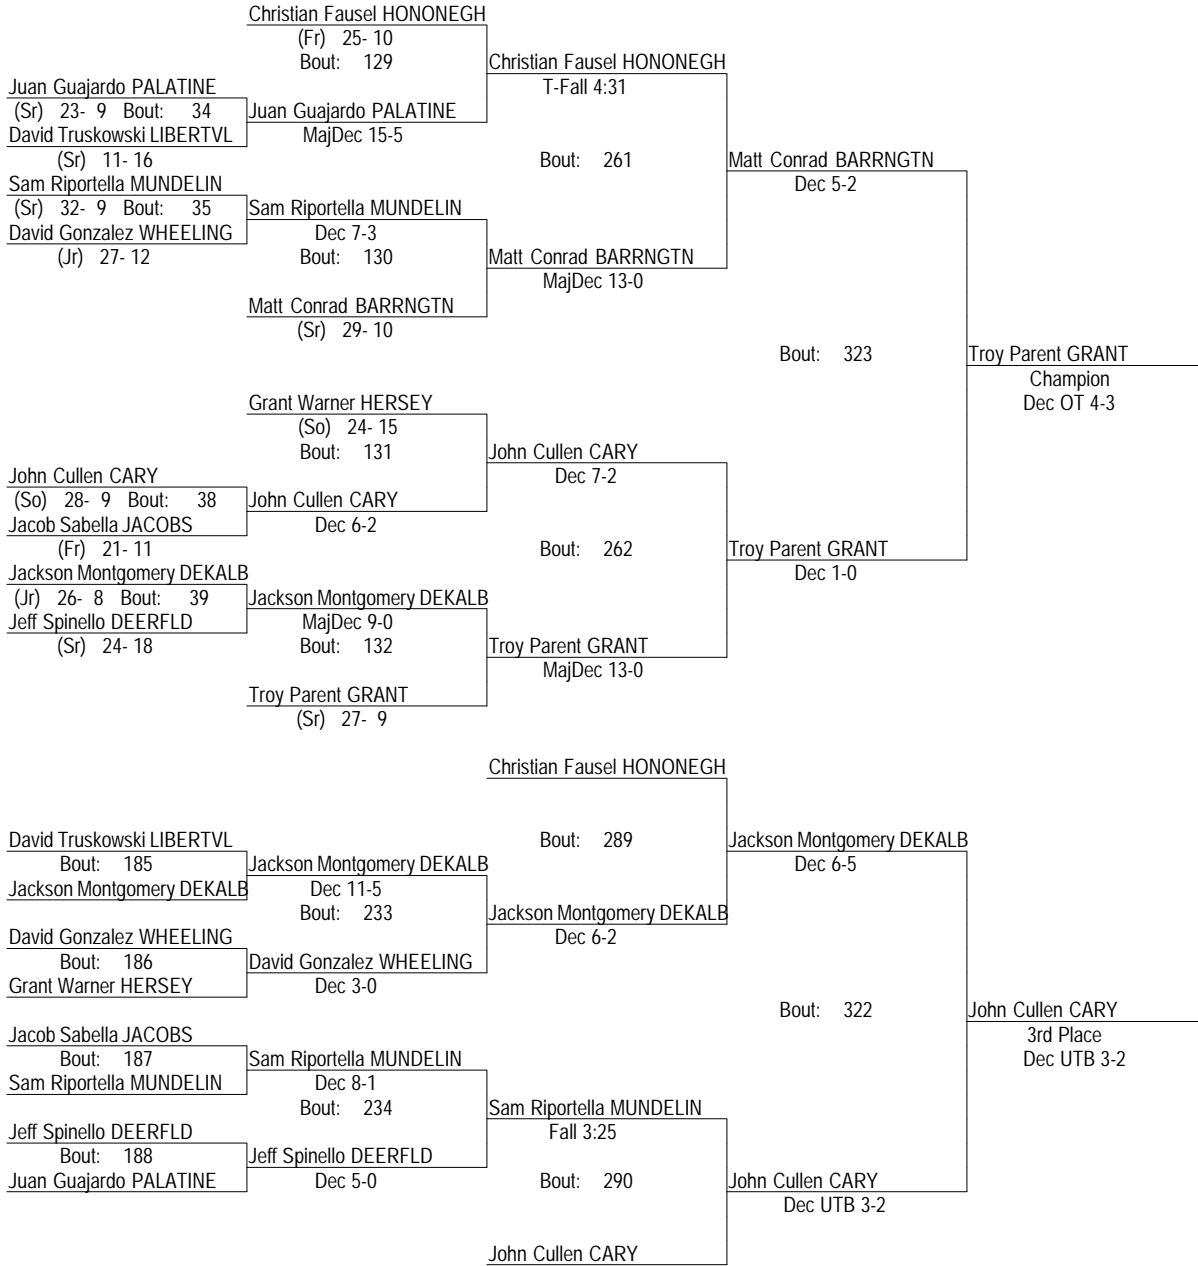 Christian Fausel HONONEGH
(Fr) 25- 10
Bout: 129
Christian Fausel HONONEGH
T-Fall 4:31
Juan Guajardo PALATINE
(Sr) 23- 9 Bout: 34
Juan Guajardo PALATINE
David Truskowski LIBERTVL
MajDec 15-5
(Sr) 11- 16
Bout: 261
Matt Conrad BARRNGTN
Dec 5-2
Sam Riportella MUNDELIN
(Sr) 32- 9 Bout: 35
Sam Riportella MUNDELIN
David Gonzalez WHEELING
Dec 7-3
(Jr) 27- 12
Bout: 130
Matt Conrad BARRNGTN
MajDec 13-0
Matt Conrad BARRNGTN
(Sr) 29- 10
Bout: 323
Troy Parent GRANT
Champion
Dec OT 4-3
Grant Warner HERSEY
(So) 24- 15
Bout: 131
John Cullen CARY
Dec 7-2
John Cullen CARY
(So) 28- 9 Bout: 38
John Cullen CARY
Jacob Sabella JACOBS
Dec 6-2
(Fr) 21- 11
Bout: 262
Troy Parent GRANT
Dec 1-0
Jackson Montgomery DEKALB
(Jr) 26- 8 Bout: 39
Jackson Montgomery DEKALB
Jeff Spinello DEERFLD
MajDec 9-0
(Sr) 24- 18
Bout: 132
Troy Parent GRANT
MajDec 13-0
Troy Parent GRANT
(Sr) 27- 9
Christian Fausel HONONEGH
Bout: 289
Jackson Montgomery DEKALB
Dec 6-5
David Truskowski LIBERTVL
Bout: 185
Jackson Montgomery DEKALB
Jackson Montgomery DEKALB
Dec 11-5
Bout: 233
Jackson Montgomery DEKALB
Dec 6-2
David Gonzalez WHEELING
Bout: 186
David Gonzalez WHEELING
Grant Warner HERSEY
Dec 3-0
Bout: 322
John Cullen CARY
3rd Place
Dec UTB 3-2
Jacob Sabella JACOBS
Bout: 187
Sam Riportella MUNDELIN
Sam Riportella MUNDELIN
Dec 8-1
Bout: 234
Sam Riportella MUNDELIN
Fall 3:25
Jeff Spinello DEERFLD
Bout: 188
Jeff Spinello DEERFLD
Juan Guajardo PALATINE
Dec 5-0
Bout: 290
John Cullen CARY
Dec UTB 3-2
John Cullen CARY